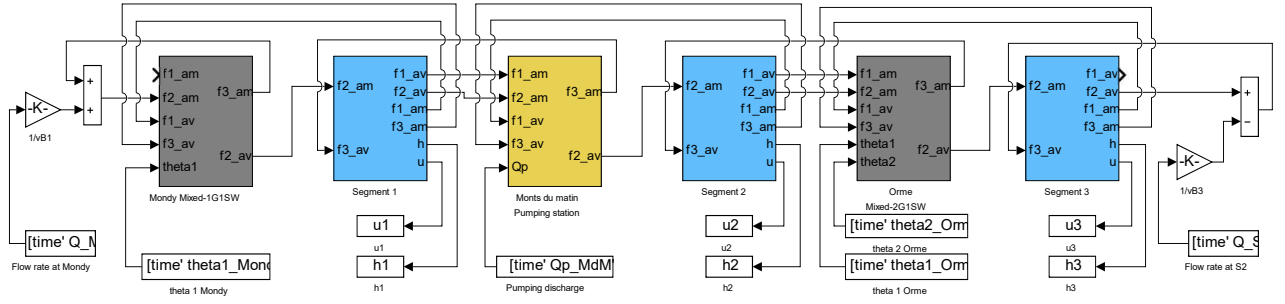 -K-
1/vB1
+
+
f1_am
f2_am
f1_av
f3_av
theta1
f3_am
f2_av
Mondy Mixed-1G1SW
f2_am
f3_av
f1_av
f2_av
f1_am
f3_am
h
u
Segment 1
f1_am
f2_am
f1_av
f3_av
Qp
f3_am
f2_av
Monts du matin
Pumping station
f2_am
f3_av
f1_av
f2_av
f1_am
f3_am
h
u
Segment 2
f1_am
f2_am
f1_av
f3_av
theta1
theta2
f3_am
f2_av
Orme
Mixed-2G1SW
f2_am
f3_av
f1_av
f2_av
f1_am
f3_am
h
u
Segment 3
+
−
-K-
1/vB3
[time' Q_M
Flow rate at Mondy
[time' theta1_Mond
theta 1 Mondy
u1
u1
h1
h1
[time' Qp_MdM'
Pumping discharge
u2
u2
h2
h2
[time' theta2_Orm
theta 2 Orme
[time' theta1_Orm
theta 1 Orme
u3
u3
h3
h3
[time' Q_S
Flow rate at S2